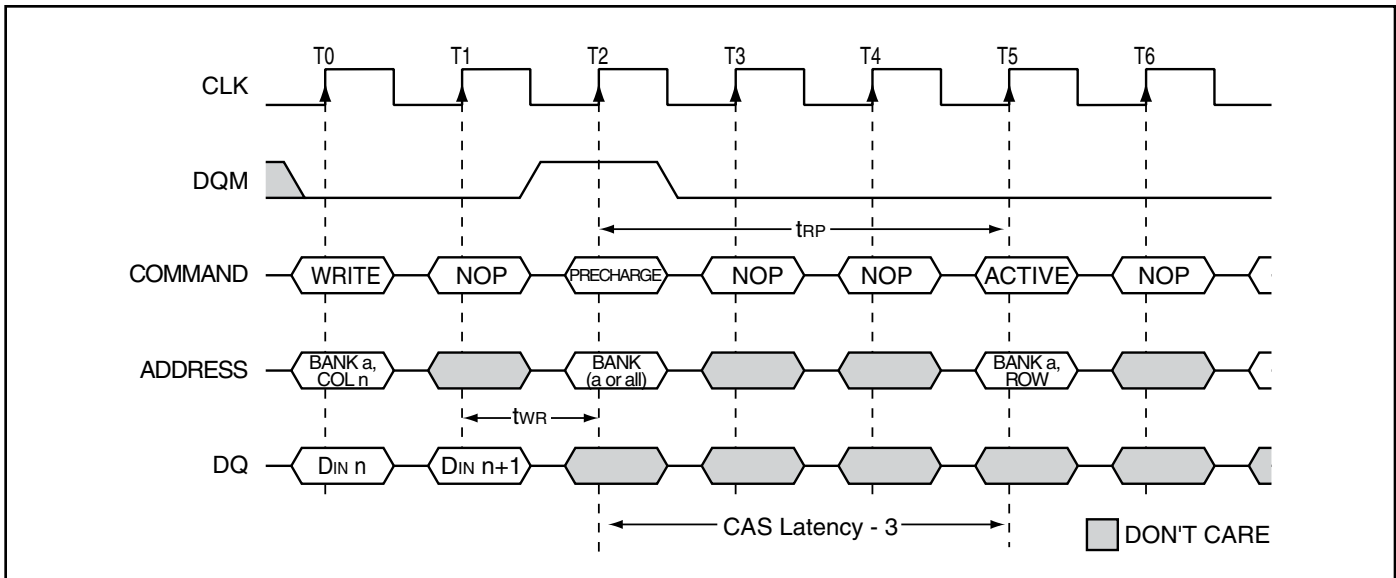 T0 T1 T2 T3 T4 T5 T6
CLK
DQM
tRP
COMMAND WRITE NOP PRECHARGE NOP NOP ACTIVE NOP
ADDRESS BANK a, COL n BANK (a or all) BANK a, ROW
tWR
DQ DIN n DIN n+1
CAS Latency - 3
DON'T CARE